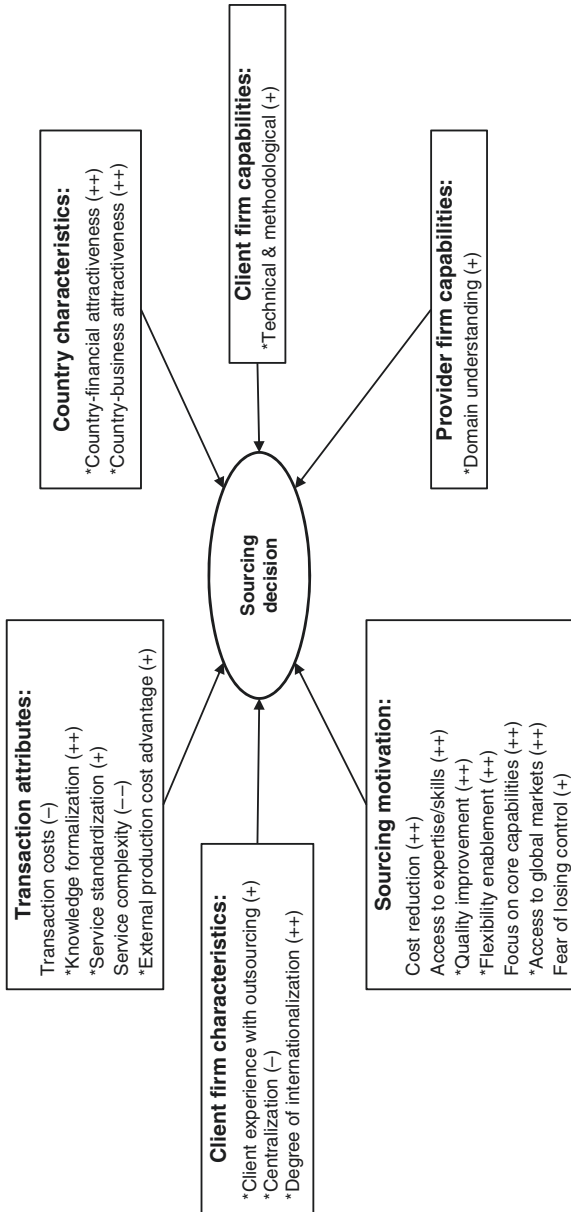 Transaction attributes:
Transaction costs (–)
*Knowledge formalization (++)
*Service standardization (+)
Service complexity (– –)
*External production cost advantage (+)
Country characteristics:
*Country-financial attractiveness (++)
*Country-business attractiveness (++)
Client firm characteristics:
*Client experience with outsourcing (+)
*Centralization (–)
*Degree of internationalization (++)
Sourcing
decision
Client firm capabilities:
*Technical & methodological (+)
Sourcing motivation:
Cost reduction (++)
Access to expertise/skills (++)
*Quality improvement (++)
*Flexibility enablement (++)
Focus on core capabilities (++)
*Access to global markets (++)
Fear of losing control (+)
Provider firm capabilities:
*Domain understanding (+)